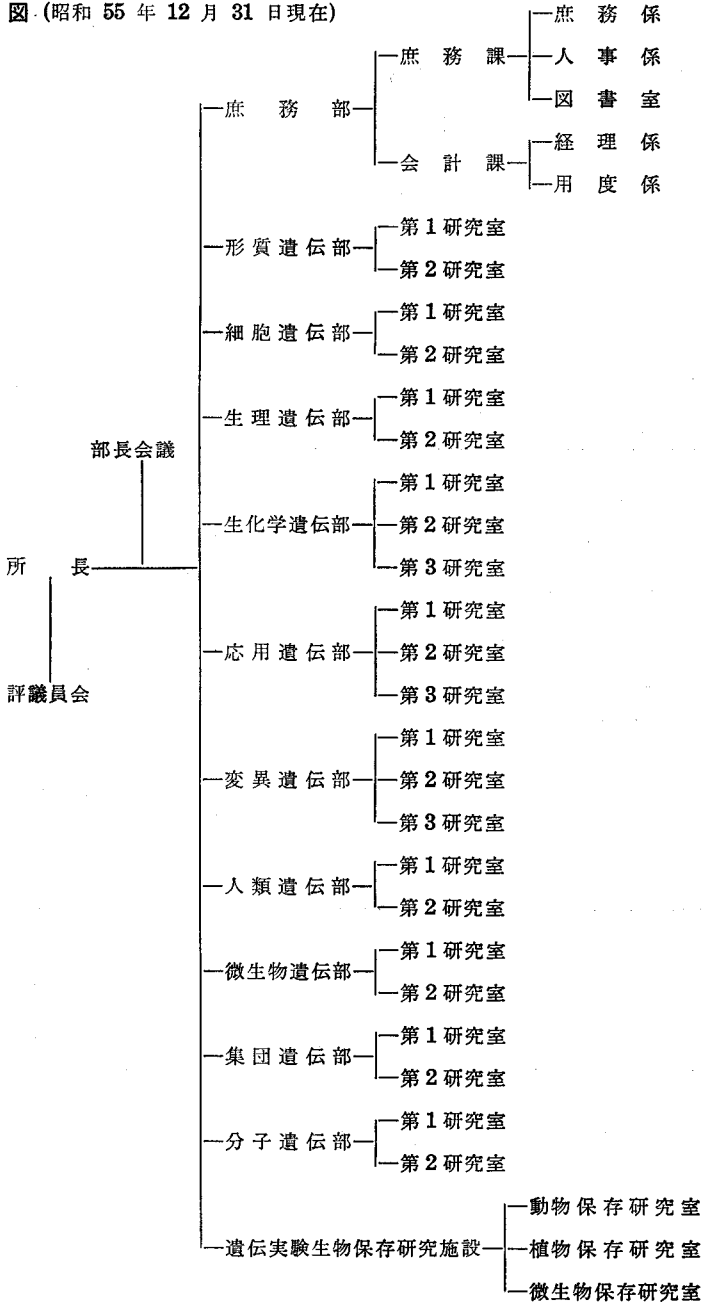 図 (昭和 55 年 12 月 31 日現在)
所長
部長会議
評議員会
庶務部
庶務課
庶務係
人事係
図書室
会計課
経理係
用度係
形質遺伝部
第1研究室
第2研究室
細胞遺伝部
第1研究室
第2研究室
生理遺伝部
第1研究室
第2研究室
生化学遺伝部
第1研究室
第2研究室
第3研究室
応用遺伝部
第1研究室
第2研究室
第3研究室
変異遺伝部
第1研究室
第2研究室
第3研究室
人類遺伝部
第1研究室
第2研究室
微生物遺伝部
第1研究室
第2研究室
集団遺伝部
第1研究室
第2研究室
分子遺伝部
第1研究室
第2研究室
遺伝実験生物保存研究施設
動物保存研究室
植物保存研究室
微生物保存研究室